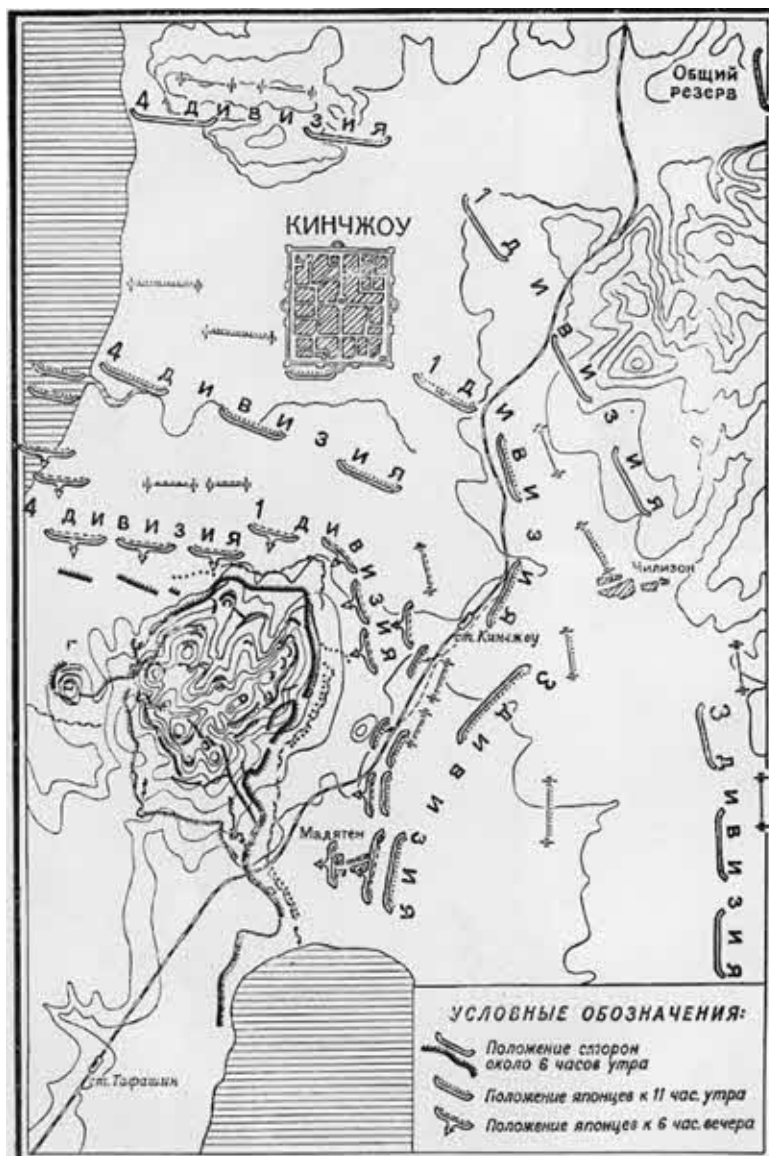 Общий
резерв
4 ДИВИЗИЯ
1 ДИВИЗИЯ
КИНЧЖОУ
4 ДИВИЗИЯ
1 ДИВИЗИЯ
4 ДИВИЗИЯ
1 ДИВИЗИЯ
Чилизон
ст. Кинчжоу
3 ДИВИЗИЯ
3 ДИВИЗИЯ
Мадятен
ст. Тафашин
УСЛОВНЫЕ ОБОЗНАЧЕНИЯ:
Положение сторон
около 6 часов утра
Положение японцев к 11 час. утра
Положение японцев к 6 час. вечера